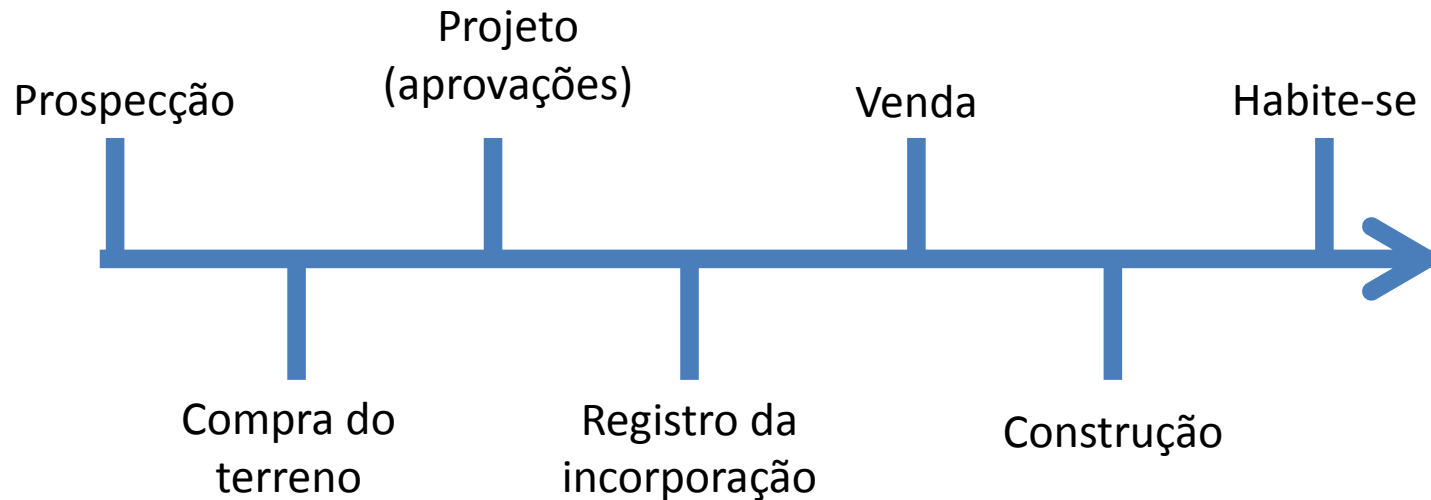 Prospecção
Projeto
(aprovações)
Venda
Habite-se
Compra do
terreno
Registro da
incorporação
Construção